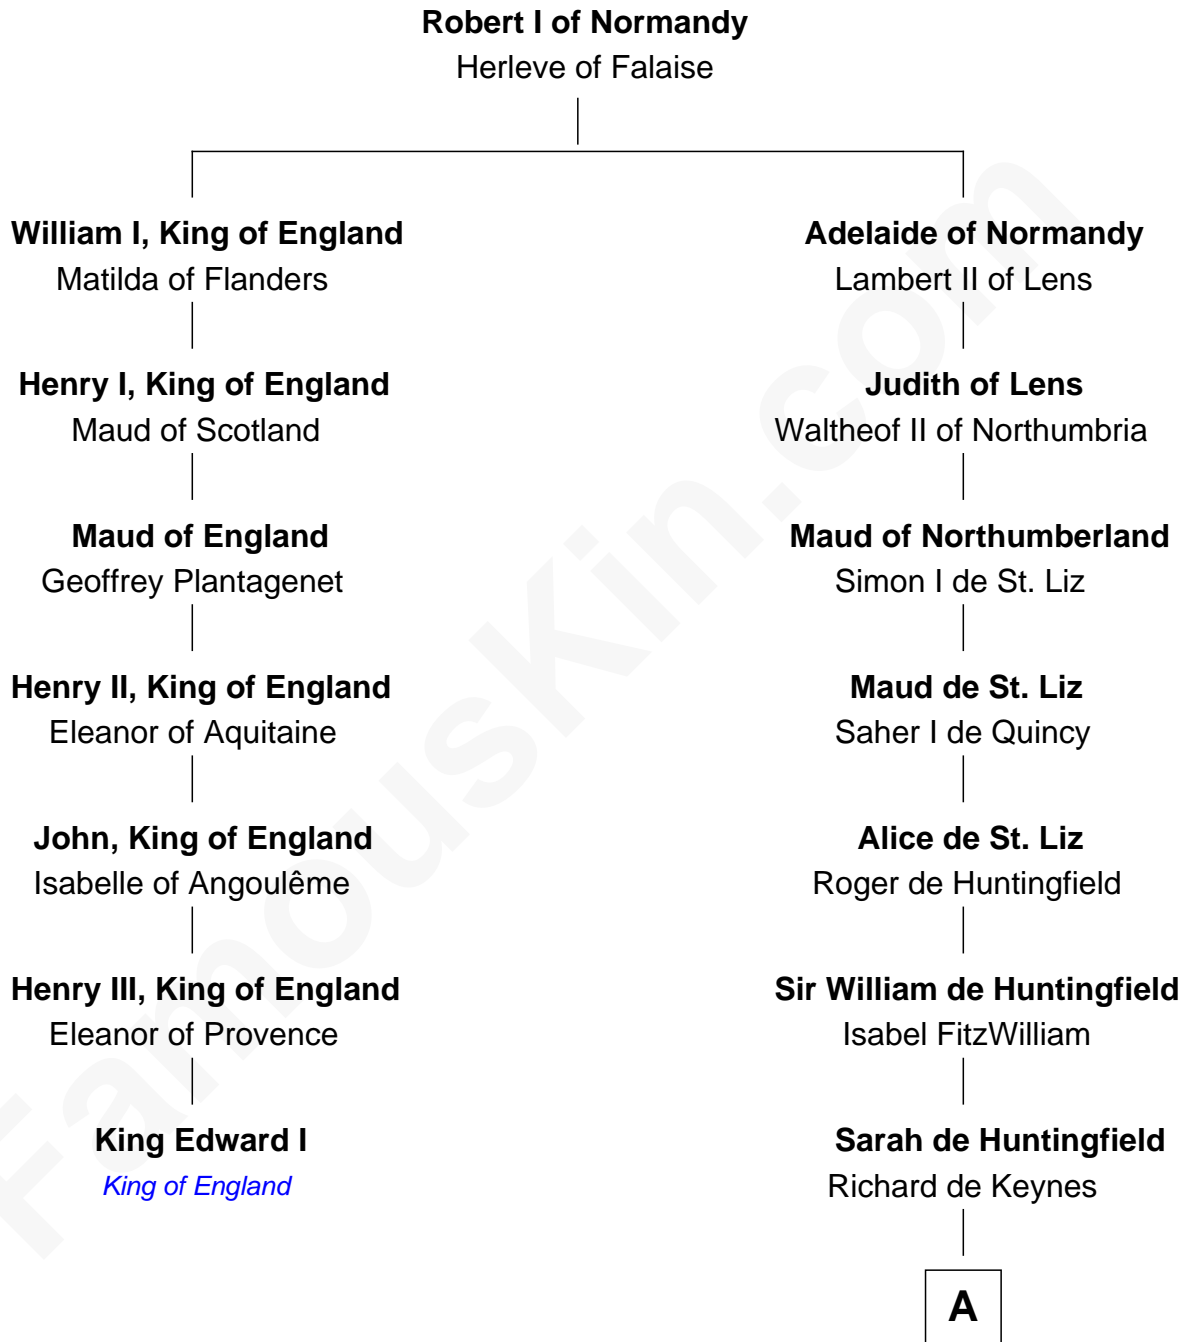 Robert I of Normandy
Herleve of Falaise
William I, King of England
Matilda of Flanders
Adelaide of Normandy
Lambert II of Lens
Henry I, King of England
Maud of Scotland
Judith of Lens
Waltheof II of Northumbria
Maud of England
Geoffrey Plantagenet
Maud of Northumberland
Simon I de St. Liz
Henry II, King of England
Eleanor of Aquitaine
Maud de St. Liz
Saher I de Quincy
John, King of England
Isabelle of Angoulême
Alice de St. Liz
Roger de Huntingfield
Henry III, King of England
Eleanor of Provence
Sir William de Huntingfield
Isabel FitzWilliam
King Edward I
King of England
Sarah de Huntingfield
Richard de Keynes
A
FamousKin.com